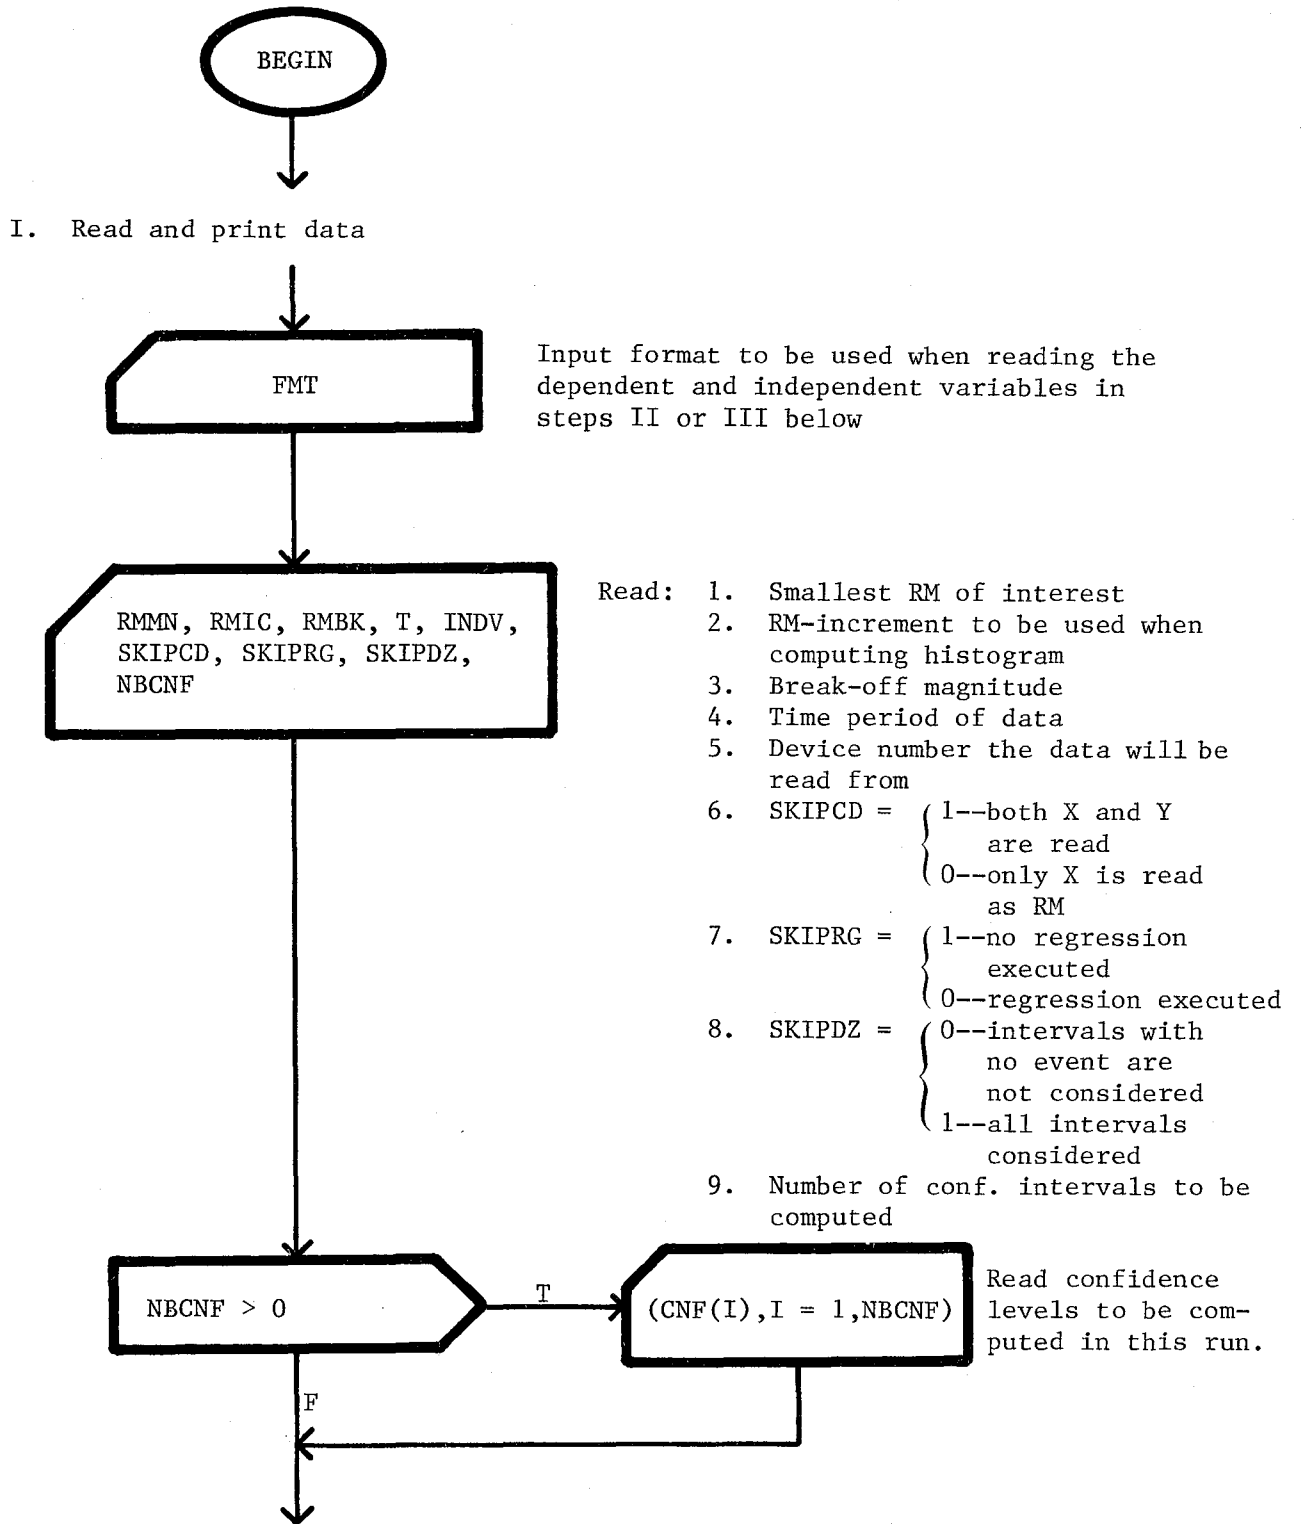 BEGIN
I. Read and print data
FMT
Input format to be used when reading the
dependent and independent variables in
steps II or III below
RMMN, RMIC, RMBK, T, INDV,
SKIPCD, SKIPRG, SKIPDZ,
NBCNF
Read: 1. Smallest RM of interest
2. RM-increment to be used when
computing histogram
3. Break-off magnitude
4. Time period of data
5. Device number the data will be
read from
6. SKIPCD = { 1--both X and Y
are read
0--only X is read
as RM
7. SKIPRG = { 1--no regression
executed
0--regression executed
8. SKIPDZ = { 0--intervals with
no event are
not considered
1--all intervals
considered
9. Number of conf. intervals to be
computed
NBCNF > 0
T
(CNF(I),I = 1,NBCNF)
Read confidence
levels to be com-
puted in this run.
F